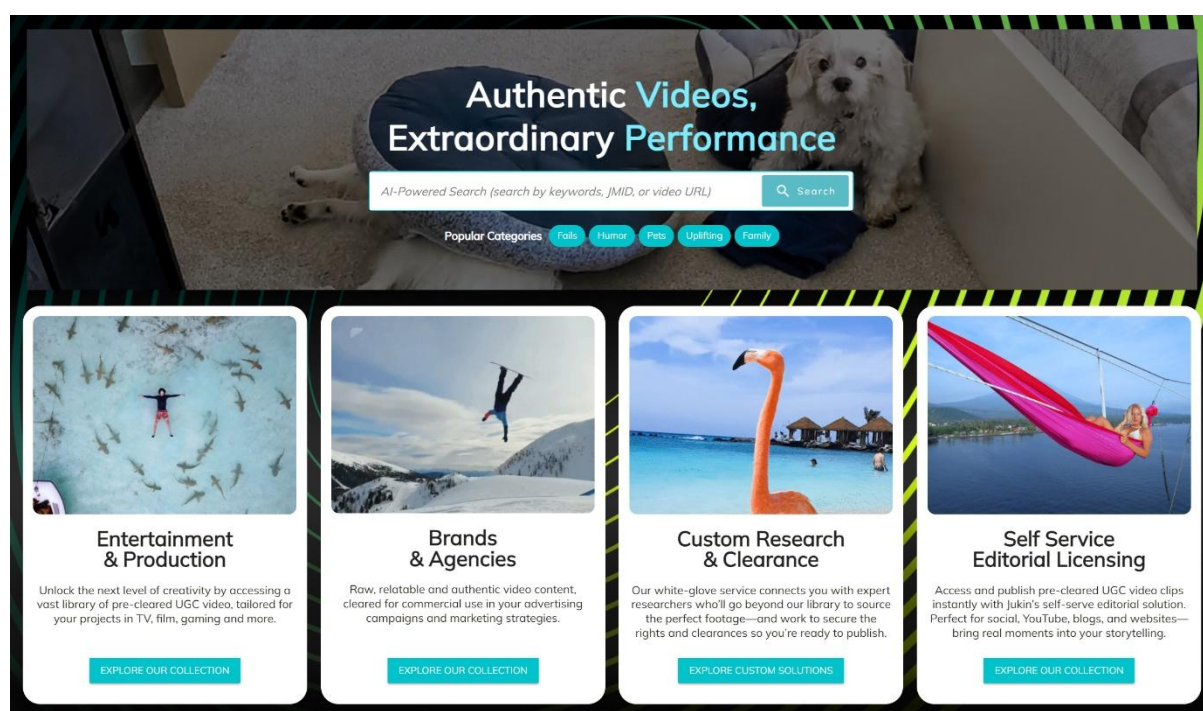 Authentic Videos,
Extraordinary Performance
AI-Powered Search (search by keywords, JMID, or video URL)
Search
Popular Categories
Fails
Humor
Pets
Uplifting
Family
Entertainment
& Production
Unlock the next level of creativity by accessing a
vast library of pre-cleared UGC video, tailored for
your projects in TV, film, gaming and more.
EXPLORE OUR COLLECTION
Brands
& Agencies
Raw, relatable and authentic video content,
cleared for commercial use in your advertising
campaigns and marketing strategies.
EXPLORE OUR COLLECTION
Custom Research
& Clearance
Our white-glove service connects you with expert
researchers who'll go beyond our library to source
the perfect footage—and work to secure the
rights and clearances so you're ready to publish.
EXPLORE CUSTOM SOLUTIONS
Self Service
Editorial Licensing
Access and publish pre-cleared UGC video clips
instantly with Jukin's self-serve editorial solution.
Perfect for social, YouTube, blogs, and websites—
bring real moments into your storytelling.
EXPLORE OUR COLLECTION